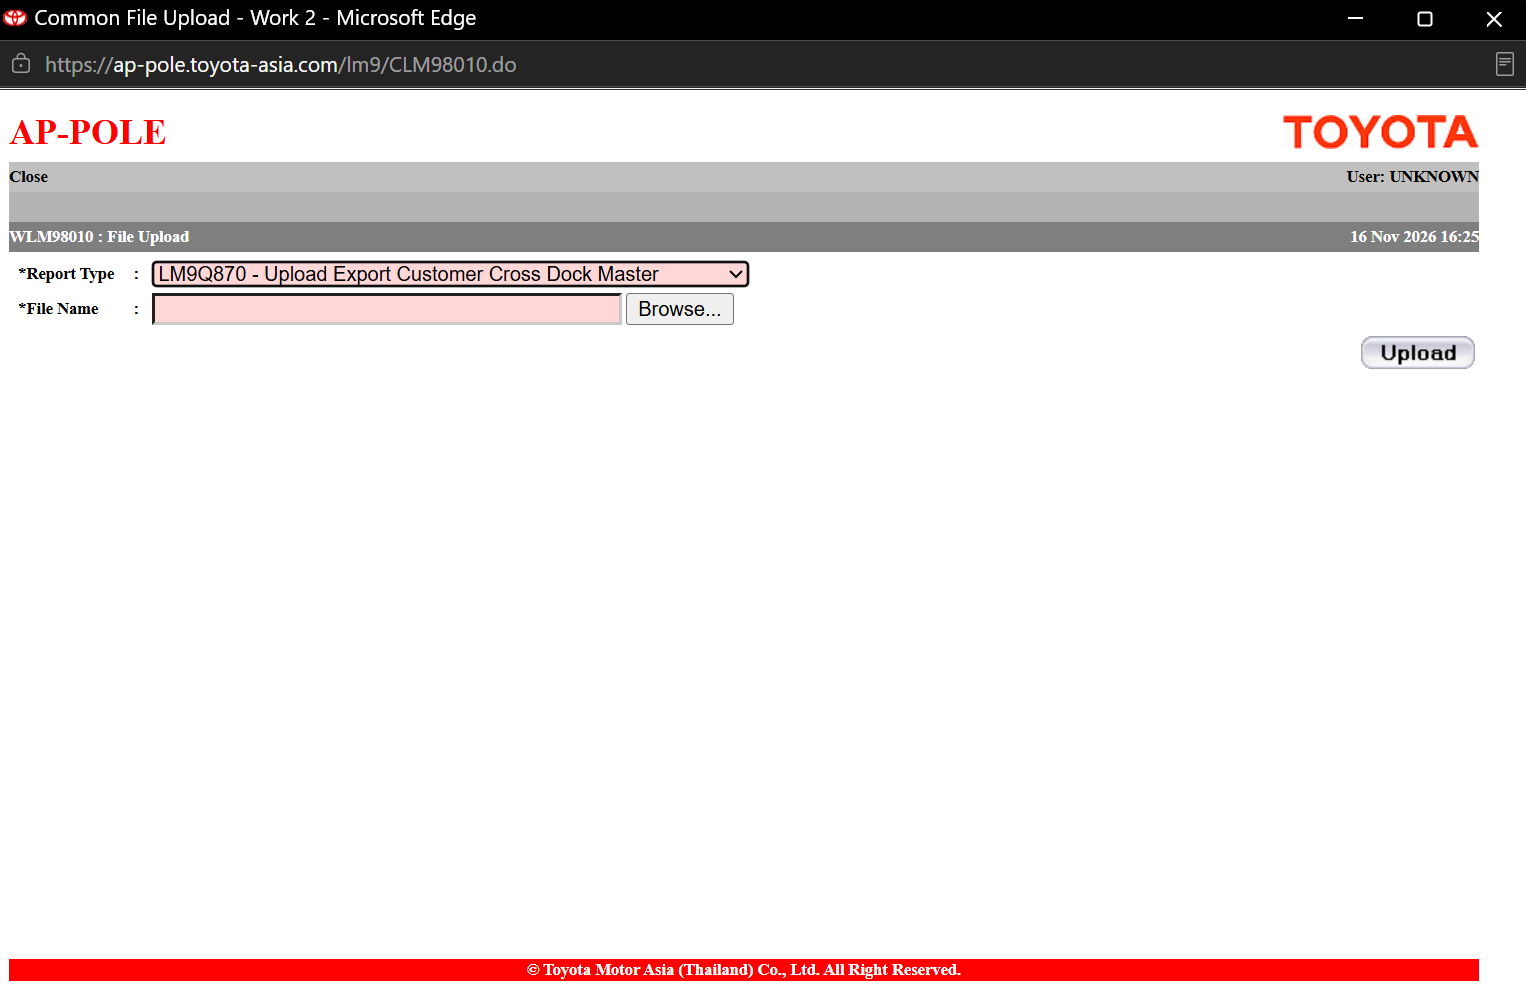 Common File Upload - Work 2 - Microsoft Edge
https://ap-pole.toyota-asia.com/lm9/CLM98010.do
AP-POLE
TOYOTA
Close
User: UNKNOWN
WLM98010 : File Upload
16 Nov 2026 16:25
*Report Type : LM9Q870 - Upload Export Customer Cross Dock Master
*File Name : Browse...
Upload
© Toyota Motor Asia (Thailand) Co., Ltd. All Right Reserved.